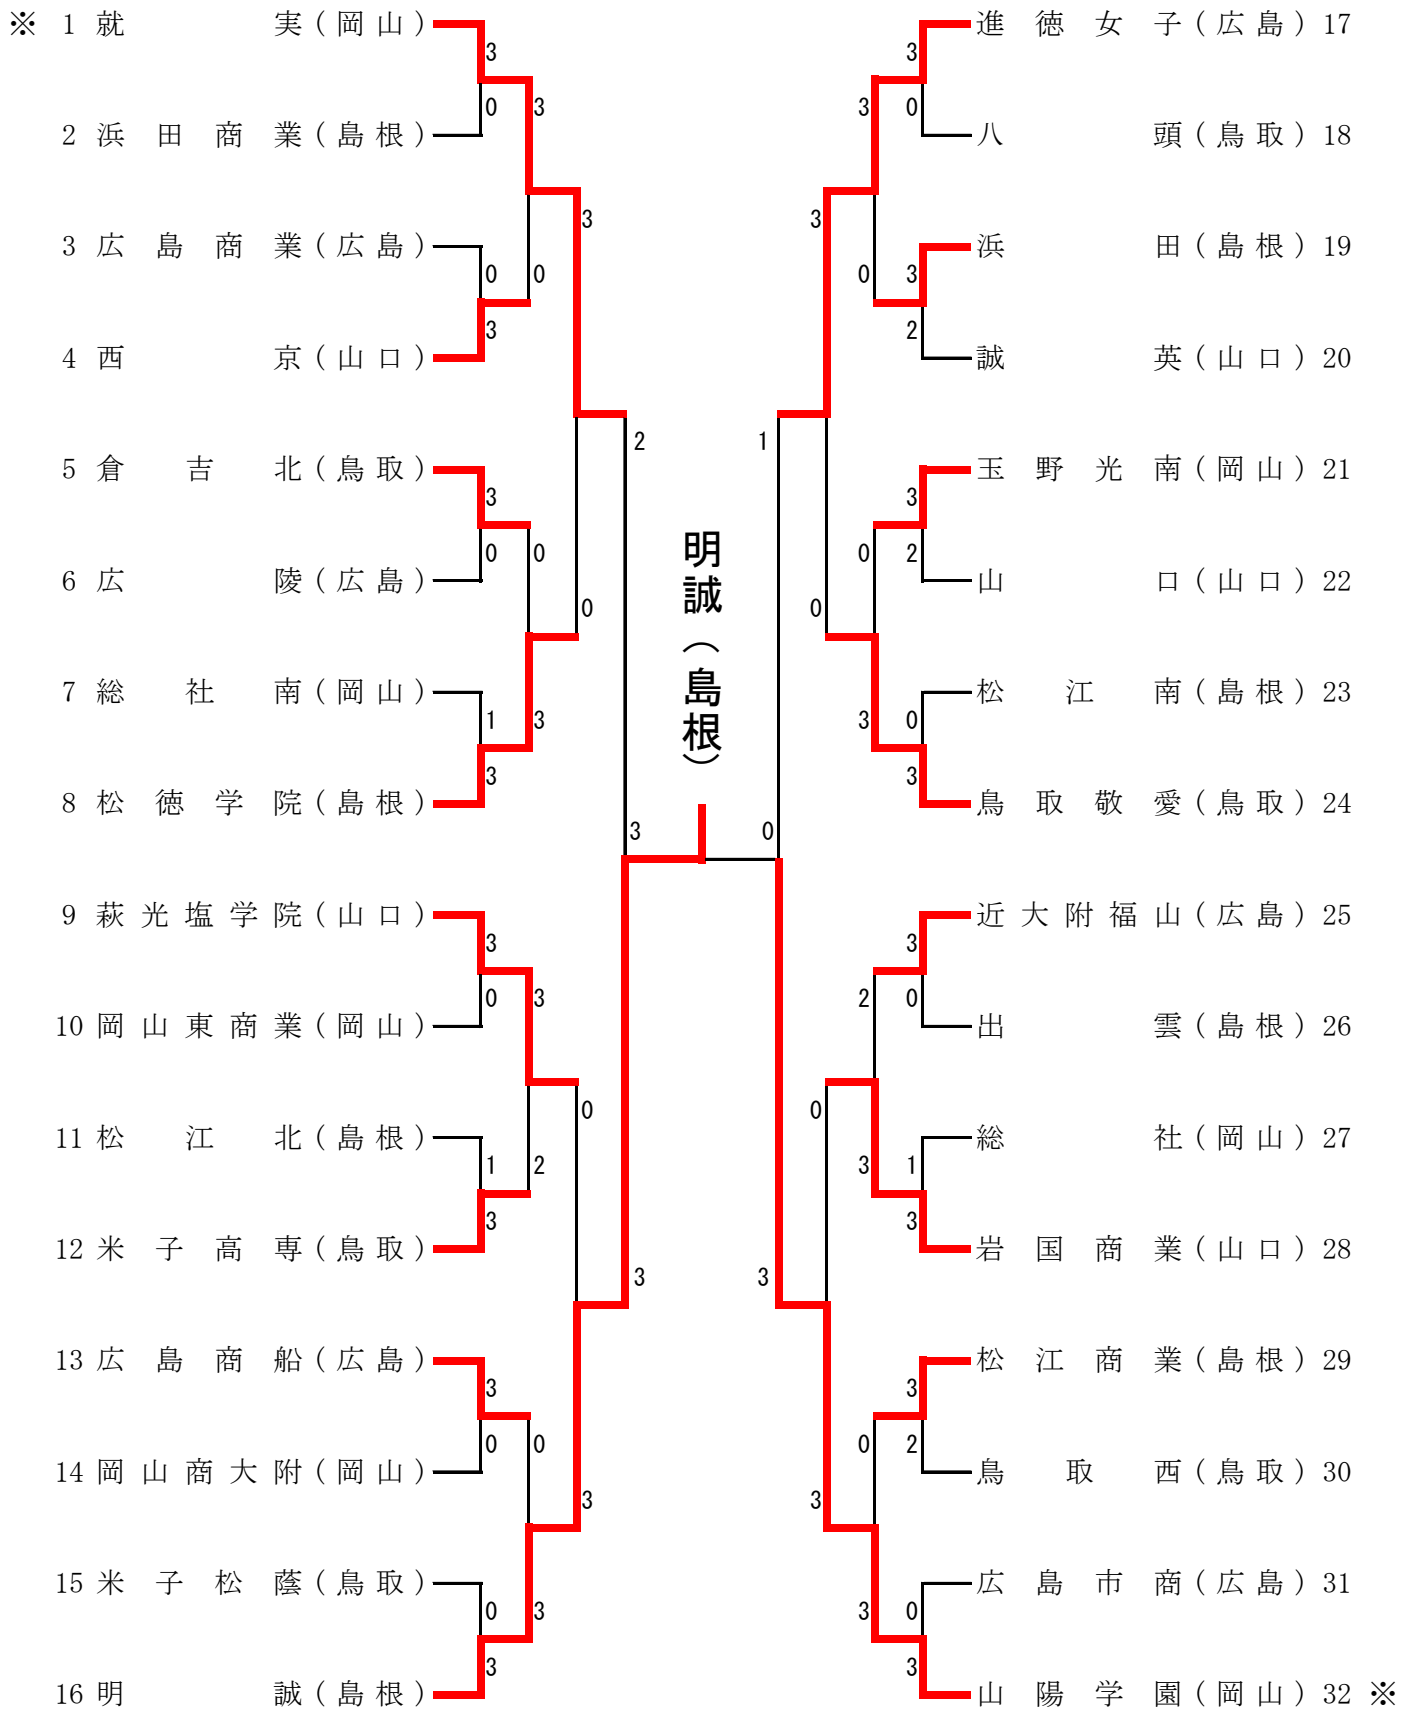 ※ 1 就実(岡山)
3
0
2 浜田商業(島根)
3
3 広島商業(広島)
0
3
4 西京(山口)
0
3
5 倉吉北(鳥取)
3
0
6 広陵(広島)
0
7 総社南(岡山)
1
3
8 松徳学院(島根)
3
0
2
9 萩光塩学院(山口)
3
0
10 岡山東商業(岡山)
3
11 松江北(島根)
1
3
12 米子高専(鳥取)
2
0
13 広島商船(広島)
3
0
14 岡山商大附(岡山)
0
15 米子松蔭(鳥取)
0
3
16 明誠(島根)
3
3
3
3
明誠(島根)
0
進徳女子(広島) 17
3
0
八頭(鳥取) 18
3
浜田(島根) 19
3
2
誠英(山口) 20
0
3
玉野光南(岡山) 21
3
2
山口(山口) 22
0
松江南(島根) 23
0
3
鳥取敬愛(鳥取) 24
3
0
1
近大附福山(広島) 25
3
0
出雲(島根) 26
2
総社(岡山) 27
1
3
岩国商業(山口) 28
3
0
松江商業(島根) 29
3
2
鳥取西(鳥取) 30
0
広島市商(広島) 31
0
3
山陽学園(岡山) 32 ※
3
3
3